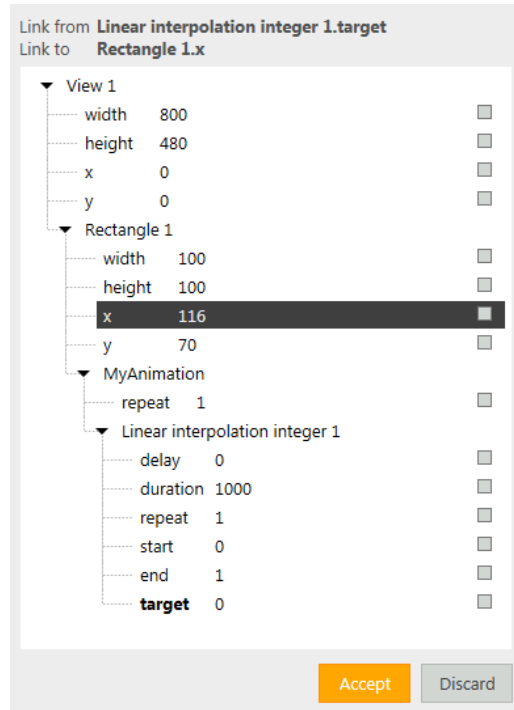 Link from Linear interpolation integer 1.target
Link to Rectangle 1.x
View 1
width 800
height 480
x 0
y 0
Rectangle 1
width 100
height 100
x 116
y 70
MyAnimation
repeat 1
Linear interpolation integer 1
delay 0
duration 1000
repeat 1
start 0
end 1
target 0
Accept Discard